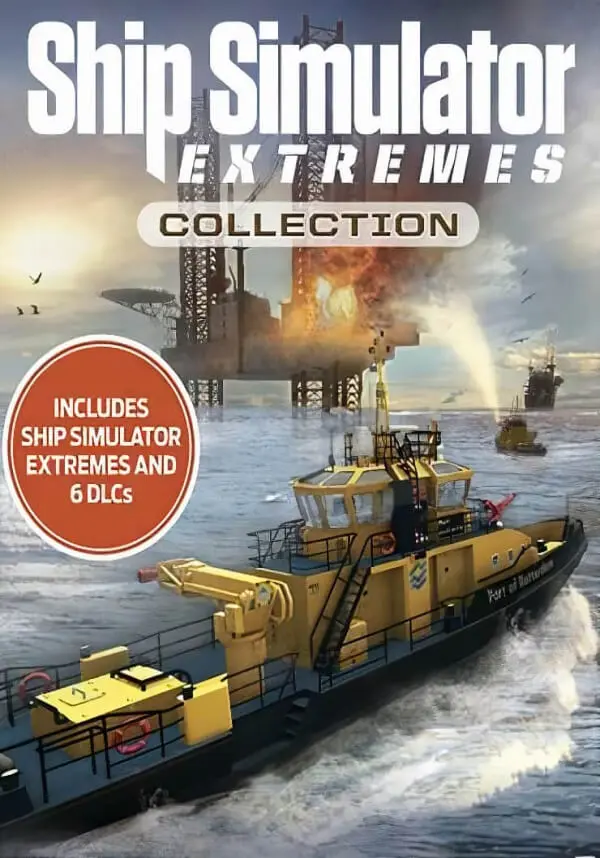 Ship Simulator
EXTREMES
COLLECTION
INCLUDES
SHIP SIMULATOR
EXTREMES AND
6 DLCs
Port of Rotterdam